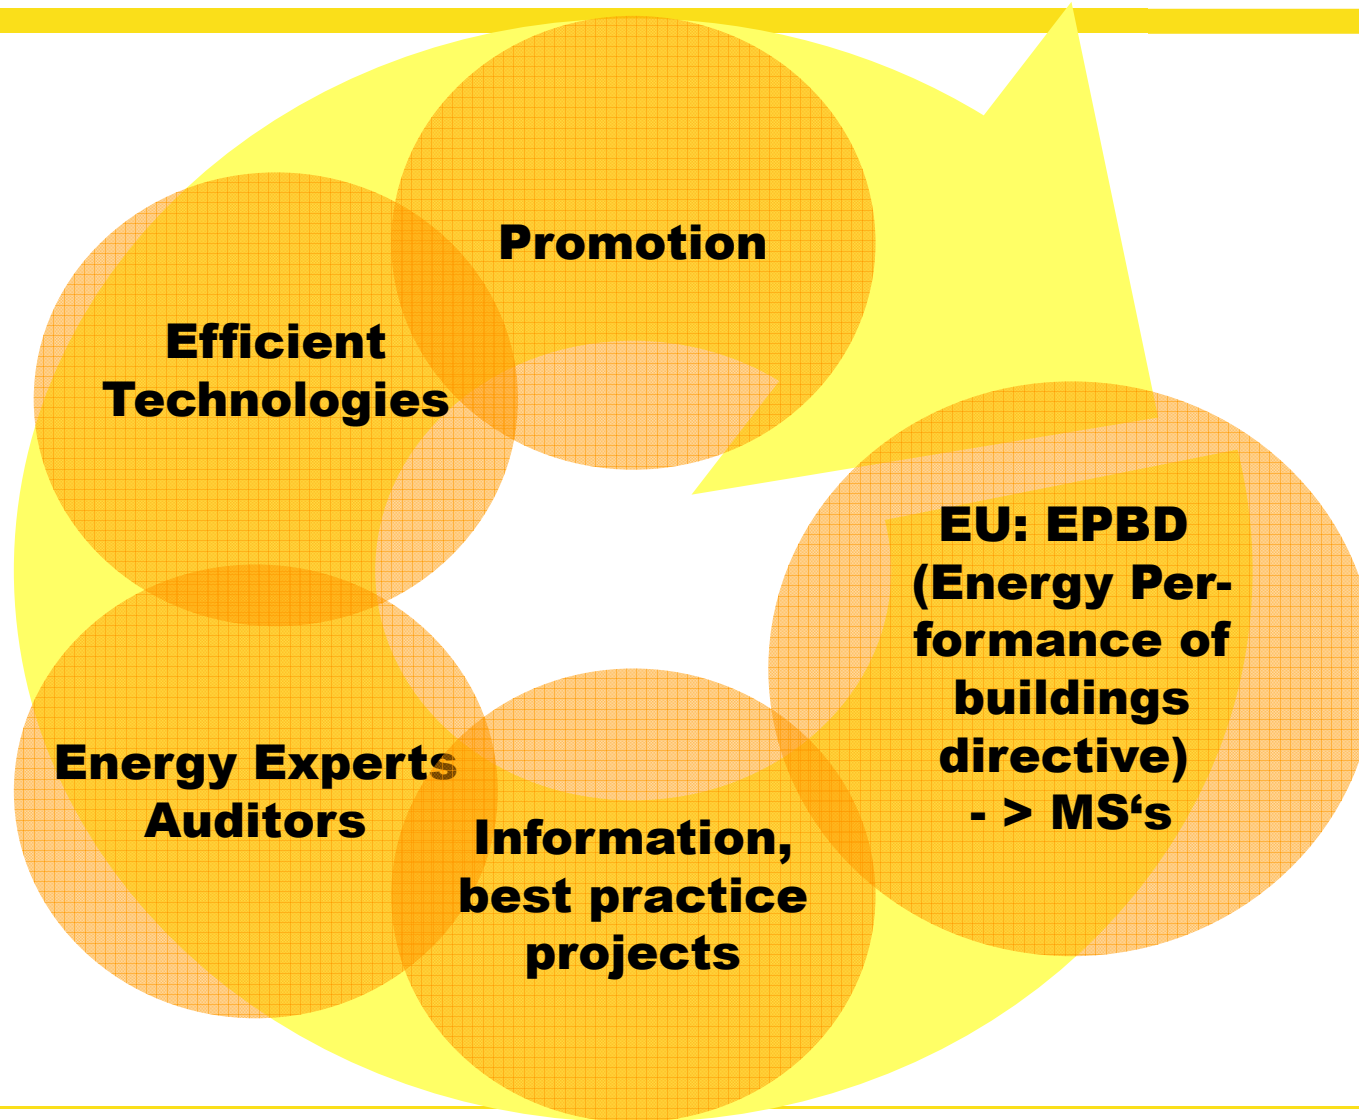 Promotion
Efficient
Technologies
EU: EPBD
(Energy Per-
formance of
buildings
directive)
- > MS‘s
Energy Experts
Auditors
Information,
best practice
projects